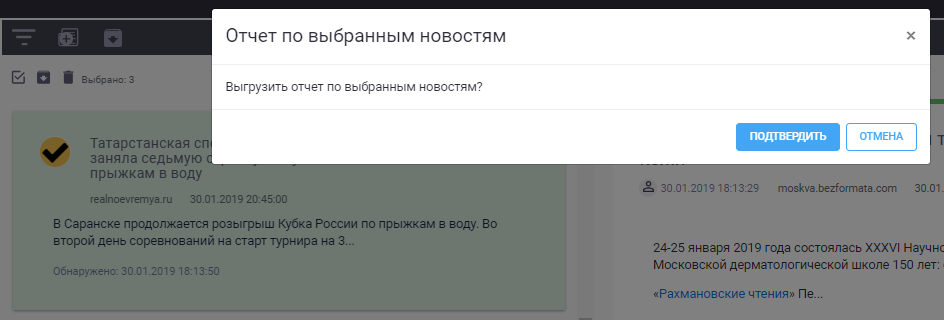 Отчет по выбранным новостям
×
Выгрузить отчет по выбранным новостям?
ПОДТВЕРДИТЬ ОТМЕНА
Выбрано: 3
Татарстанская
заняла седьмую
прыжкам в воду
realnoevremya.ru 30.01.2019 20:45:00
В Саранске продолжается розыгрыш Кубка России по прыжкам в воду. Во
второй день соревнований на старт турнира на 3...
Обнаружено: 30.01.2019 18:13:50
30.01.2019 18:13:29 moskva.bezformata.com 30.01
24-25 января 2019 года состоялась XXXVI Научно
Московской дерматологической школе 150 лет:
«Рахмановские чтения» Пе...